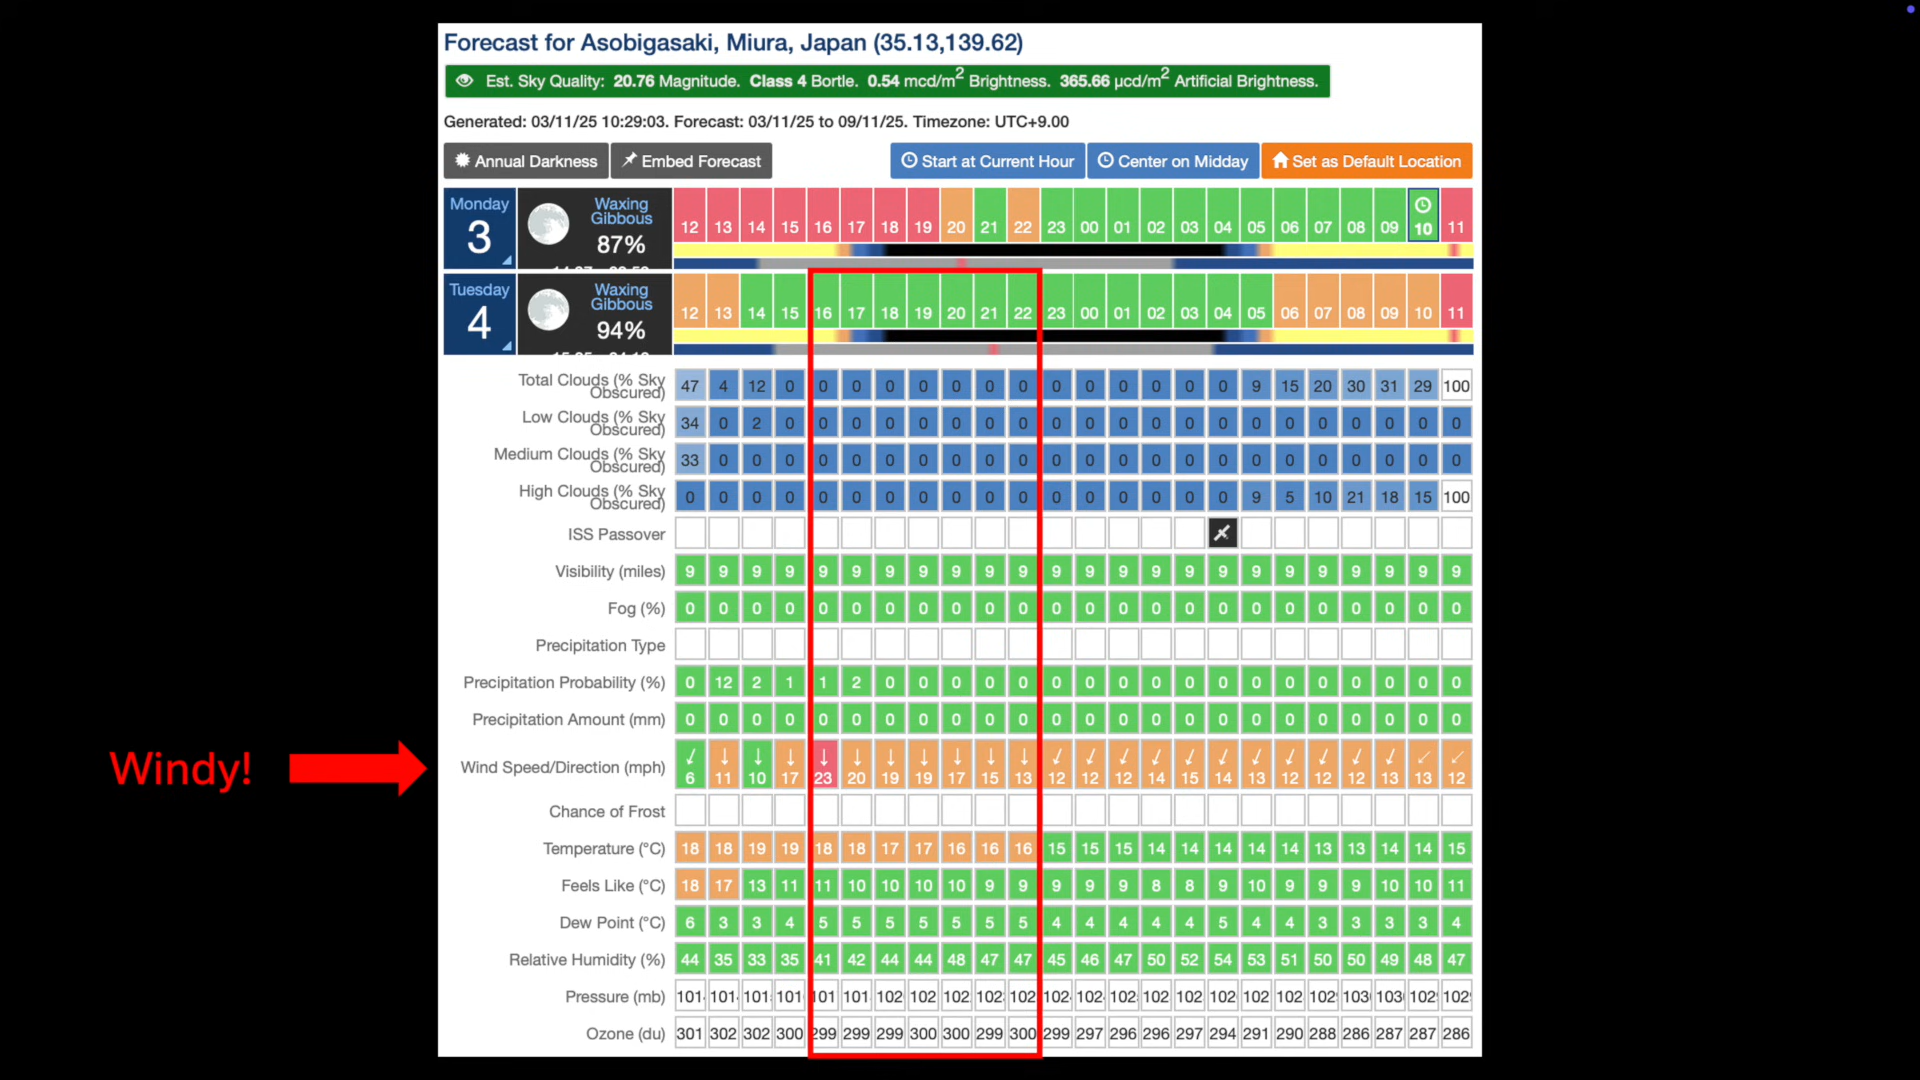 Forecast for Asobigasaki, Miura, Japan (35.13,139.62)
Est. Sky Quality: 20.76 Magnitude. Class 4 Bortle. 0.54 mcd/m2 Brightness. 365.66 µcd/m2 Artificial Brightness.
Generated: 03/11/25 10:29:03. Forecast: 03/11/25 to 09/11/25. Timezone: UTC+9.00
Annual Darkness Embed Forecast Start at Current Hour Center on Midday Set as Default Location
Monday
3
Waxing
Gibbous
87%
12 13 14 15 16 17 18 19 20 21 22 23 00 01 02 03 04 05 06 07 08 09 10 11
Tuesday
4
Waxing
Gibbous
94%
12 13 14 15 16 17 18 19 20 21 22 23 00 01 02 03 04 05 06 07 08 09 10 11
Total Clouds (% Sky
Obscured)
47 4 12 0 0 0 0 0 0 0 0 0 0 0 0 0 0 9 15 20 30 31 29 100
Low Clouds (% Sky
Obscured)
34 0 2 0 0 0 0 0 0 0 0 0 0 0 0 0 0 0 0 0 0 0 0 0
Medium Clouds (% Sky
Obscured)
33 0 0 0 0 0 0 0 0 0 0 0 0 0 0 0 0 0 0 0 0 0 0 0
High Clouds (% Sky
Obscured)
0 0 0 0 0 0 0 0 0 0 0 0 0 0 0 0 0 9 5 10 21 18 15 100
ISS Passover
Visibility (miles) 9 9 9 9 9 9 9 9 9 9 9 9 9 9 9 9 9 9 9 9 9 9 9 9
Fog (%) 0 0 0 0 0 0 0 0 0 0 0 0 0 0 0 0 0 0 0 0 0 0 0 0
Precipitation Type
Precipitation Probability (%) 0 12 2 1 1 2 0 0 0 0 0 0 0 0 0 0 0 0 0 0 0 0 0 0
Precipitation Amount (mm) 0 0 0 0 0 0 0 0 0 0 0 0 0 0 0 0 0 0 0 0 0 0 0 0
Windy!
Wind Speed/Direction (mph) 6 11 10 17 23 20 19 19 17 15 13 12 12 12 14 15 14 13 12 12 12 13 13 12
Chance of Frost
Temperature (°C) 18 18 19 19 18 18 17 17 16 16 16 15 15 15 14 14 14 14 14 13 13 14 14 15
Feels Like (°C) 18 17 13 11 11 10 10 10 10 9 9 9 9 9 8 8 9 10 9 9 9 10 10 11
Dew Point (°C) 6 3 3 4 5 5 5 5 5 5 5 4 4 4 4 4 5 4 4 3 3 3 3 4
Relative Humidity (%) 44 35 33 35 41 42 44 44 48 47 47 45 46 47 50 52 54 53 51 50 50 49 48 47
Pressure (mb)
Ozone (du) 301 302 302 300 299 299 299 300 300 299 300 299 297 296 296 297 294 291 290 288 286 287 287 286